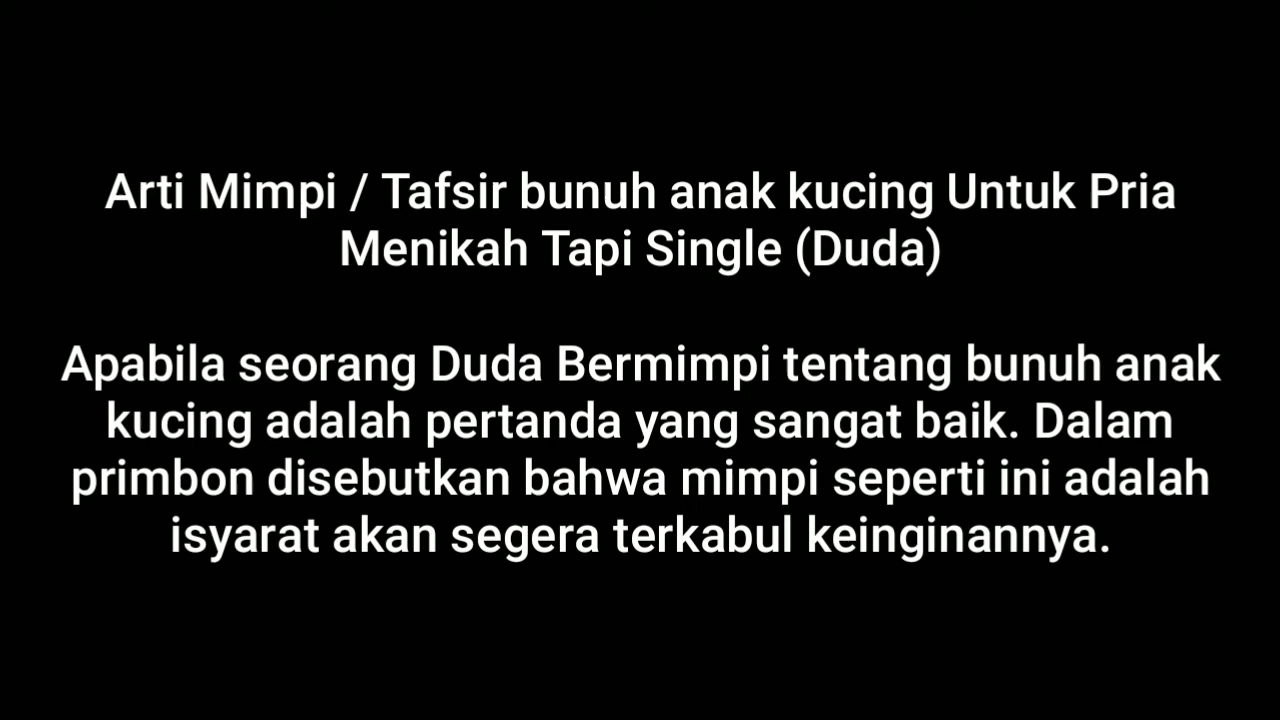 Arti Mimpi / Tafsir bunuh anak kucing Untuk Pria
Menikah Tapi Single (Duda)
Apabila seorang Duda Bermimpi tentang bunuh anak
kucing adalah pertanda yang sangat baik. Dalam
primbon disebutkan bahwa mimpi seperti ini adalah
isyarat akan segera terkabul keinginannya.